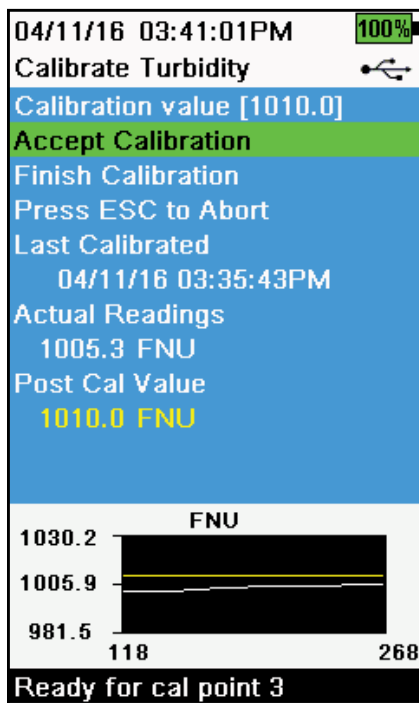 04/11/16 03:41:01PM 100%
Calibrate Turbidity
Calibration value [1010.0]
Accept Calibration
Finish Calibration
Press ESC to Abort
Last Calibrated
04/11/16 03:35:43PM
Actual Readings
1005.3 FNU
Post Cal Value
1010.0 FNU
FNU
1030.2
1005.9
981.5
118 268
Ready for cal point 3